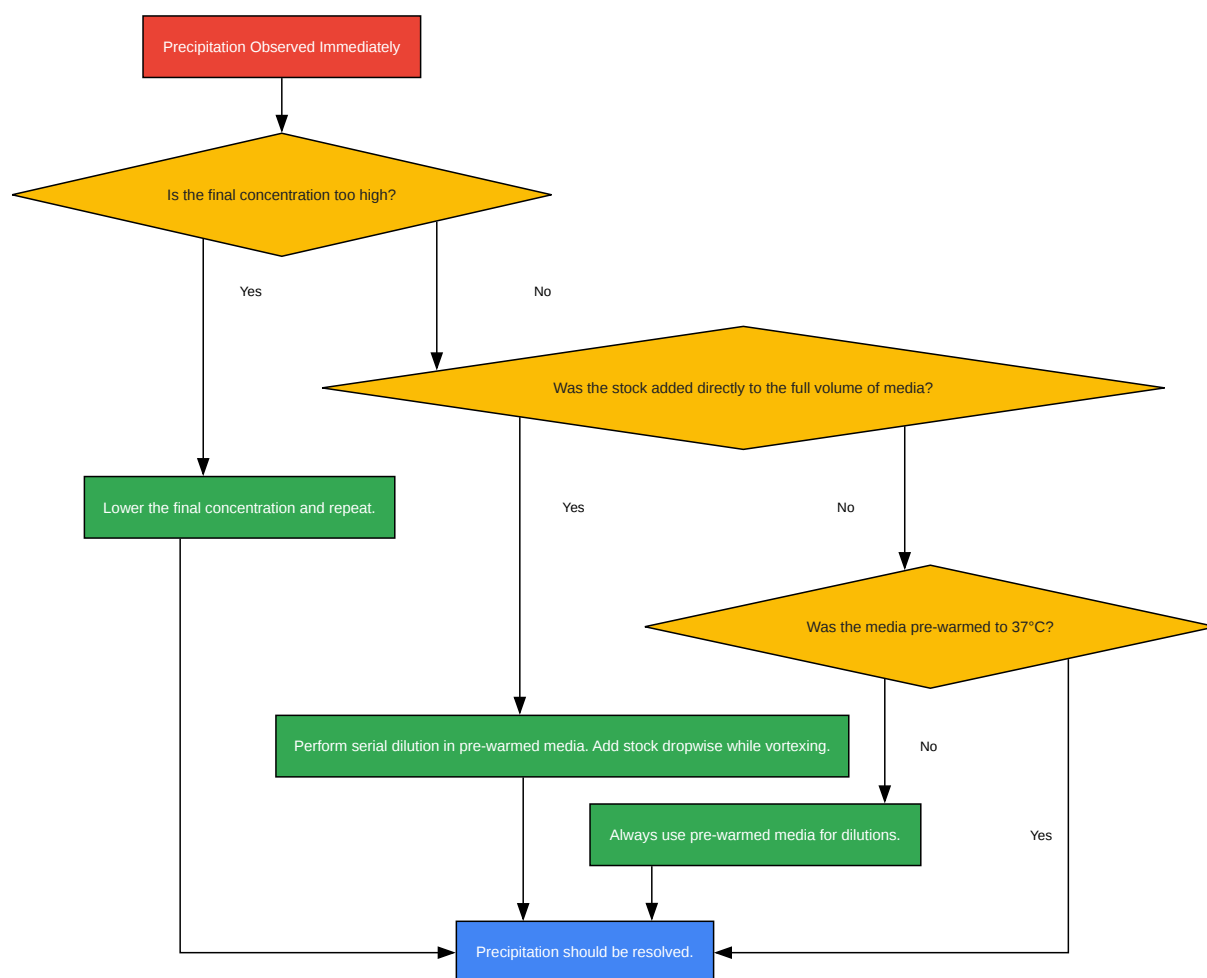 Precipitation Observed Immediately
Is the final concentration too high?
Yes
No
Was the stock added directly to the full volume of media?
Lower the final concentration and repeat.
Yes
No
Was the media pre-warmed to 37°C?
Perform serial dilution in pre-warmed media. Add stock dropwise while vortexing.
No
Always use pre-warmed media for dilutions.
Yes
Precipitation should be resolved.